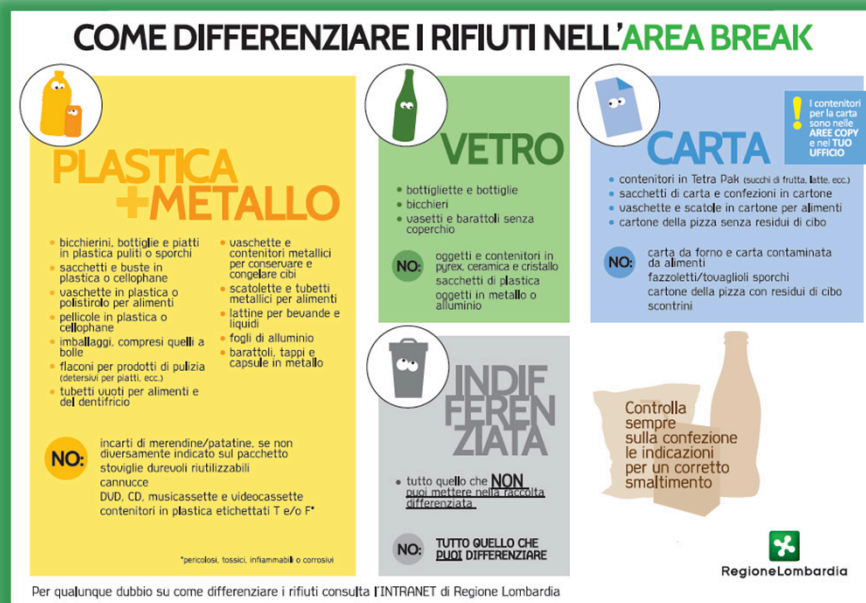 COME DIFFERENZIARE I RIFIUTI NELL'AREA BREAK
PLASTICA
+METALLO
• bicchierini, bottiglie e piatti
in plastica puliti o sporchi
• sacchetti e buste in
plastica o cellophane
• vaschette in plastica o
polistirolo per alimenti
• pellicole in plastica o
cellophane
• imballaggi, compresi quelli a
bolle
• flaconi per prodotti di pulizia
(detersivi per piatti, ecc.)
• tubetti vuoti per alimenti e
del dentifricio
• vaschette e
contenitori metallici
per conservare e
congelare cibi
• scatolette e tubetti
metallici per alimenti
• lattine per bevande e
liquidi
• fogli di alluminio
• barattoli, tappi e
capsule in metallo
NO:
incarti di merendine/patatine, se non
diversamente indicato sul pacchetto
stoviglie durevoli riutilizzabili
cannucce
DVD, CD, musicassette e videocassette
contenitori in plastica etichettati T e/o F*
*pericolosi, tossici, infiammabili o corrosivi
VETRO
• bottigliette e bottiglie
• bicchieri
• vasetti e barattoli senza
coperchio
NO:
oggetti e contenitori in
pyrex, ceramica e cristallo
sacchetti di plastica
oggetti in metallo o
alluminio
CARTA
! I contenitori
per la carta
sono nelle
AREE COPY
e nel TUO
UFFICIO
• contenitori in Tetra Pak (succhi di frutta, latte, ecc.)
• sacchetti di carta e confezioni in cartone
• vaschette e scatole in cartone per alimenti
• cartone della pizza senza residui di cibo
NO:
carta da forno e carta contaminata
da alimenti
fazzoletti/tovaglioli sporchi
cartone della pizza con residui di cibo
scontrini
INDIF
FEREN
ZIATA
• tutto quello che NON
puoi mettere nella raccolta
differenziata
NO:
TUTTO QUELLO CHE
PUOI DIFFERENZIARE
Controlla
sempre
sulla confezione
le indicazioni
per un corretto
smaltimento
RegioneLombardia
Per qualunque dubbio su come differenziare i rifiuti consulta l'INTRANET di Regione Lombardia